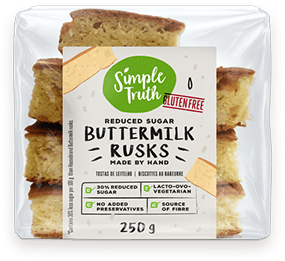 Simple
Truth
GLUTEN FREE
REDUCED SUGAR
BUTTERMILK
RUSKS
MADE BY HAND
TOSTAS DE LEITELHO | BISCOTTES AU BABEURRE
30% REDUCED
SUGAR
LACTO-OVO-
VEGETARIAN
NO ADDED
PRESERVATIVES
SOURCE
OF FIBRE
250 g